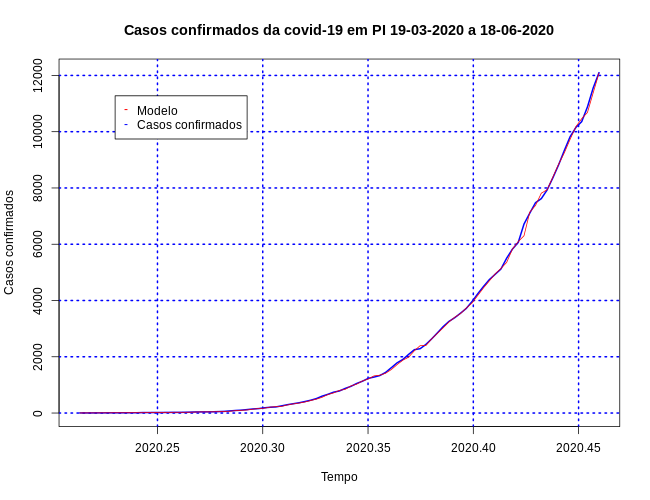 Casos confirmados da covid-19 em PI 19-03-2020 a 18-06-2020
12000
10000
8000
6000
4000
2000
0
Casos confirmados
- Modelo
- Casos confirmados
2020.25 2020.30 2020.35 2020.40 2020.45
Tempo